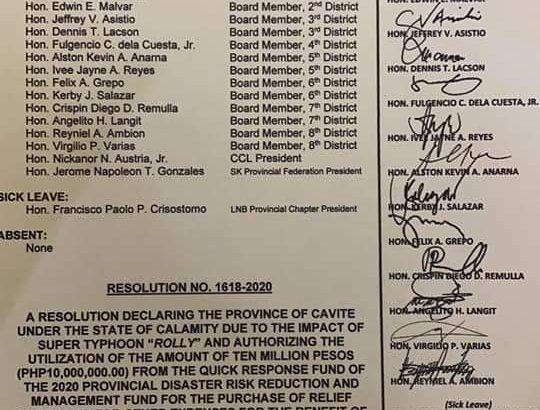 Hon. Edwin E. Malvar Board Member, 2nd District
Hon. Jeffrey V. Asistio Board Member, 3rd District
Hon. Dennis T. Lacson Board Member, 3rd District
Hon. Fulgencio C. dela Cuesta, Jr. Board Member, 4th District
Hon. Alston Kevin A. Anarna Board Member, 5th District
Hon. Ivee Jayne A. Reyes Board Member, 5th District
Hon. Felix A. Grepo Board Member, 6th District
Hon. Kerby J. Salazar Board Member, 6th District
Hon. Crispin Diego D. Remulla Board Member, 7th District
Hon. Angelito H. Langit Board Member, 7th District
Hon. Reyniel A. Ambion Board Member, 8th District
Hon. Virgilio P. Varias Board Member, 8th District
Hon. Nickanor N. Austria, Jr. CCL President
Hon. Jerome Napoleon T. Gonzales SK Provincial Federation President
SICK LEAVE:
Hon. Francisco Paolo P. Crisostomo LNB Provincial Chapter President
ABSENT:
None
RESOLUTION NO. 1618-2020
A RESOLUTION DECLARING THE PROVINCE OF CAVITE
UNDER THE STATE OF CALAMITY DUE TO THE IMPACT OF
SUPER TYPHOON "ROLLY" AND AUTHORIZING THE
UTILIZATION OF THE AMOUNT OF TEN MILLION PESOS
(PHP10,000,000.00) FROM THE QUICK RESPONSE FUND OF
THE 2020 PROVINCIAL DISASTER RISK REDUCTION AND
MANAGEMENT FUND FOR THE PURCHASE OF RELIEF
HON. EDWIN E. MALVAR
HON. JEFFREY V. ASISTIO
HON. DENNIS T. LACSON
HON. FULGENCIO C. DELA CUESTA, JR.
HON. IVEE JAYNE A. REYES
HON. ALSTON KEVIN A. ANARNA
HON. KERBY J. SALAZAR
HON. FELIX A. GREPO
HON. CRISPIN DIEGO D. REMULLA
HON. ANGELITO H. LANGIT
HON. VIRGILIO P. VARIAS
HON. REYNIEL A. AMBION
(Sick Leave)